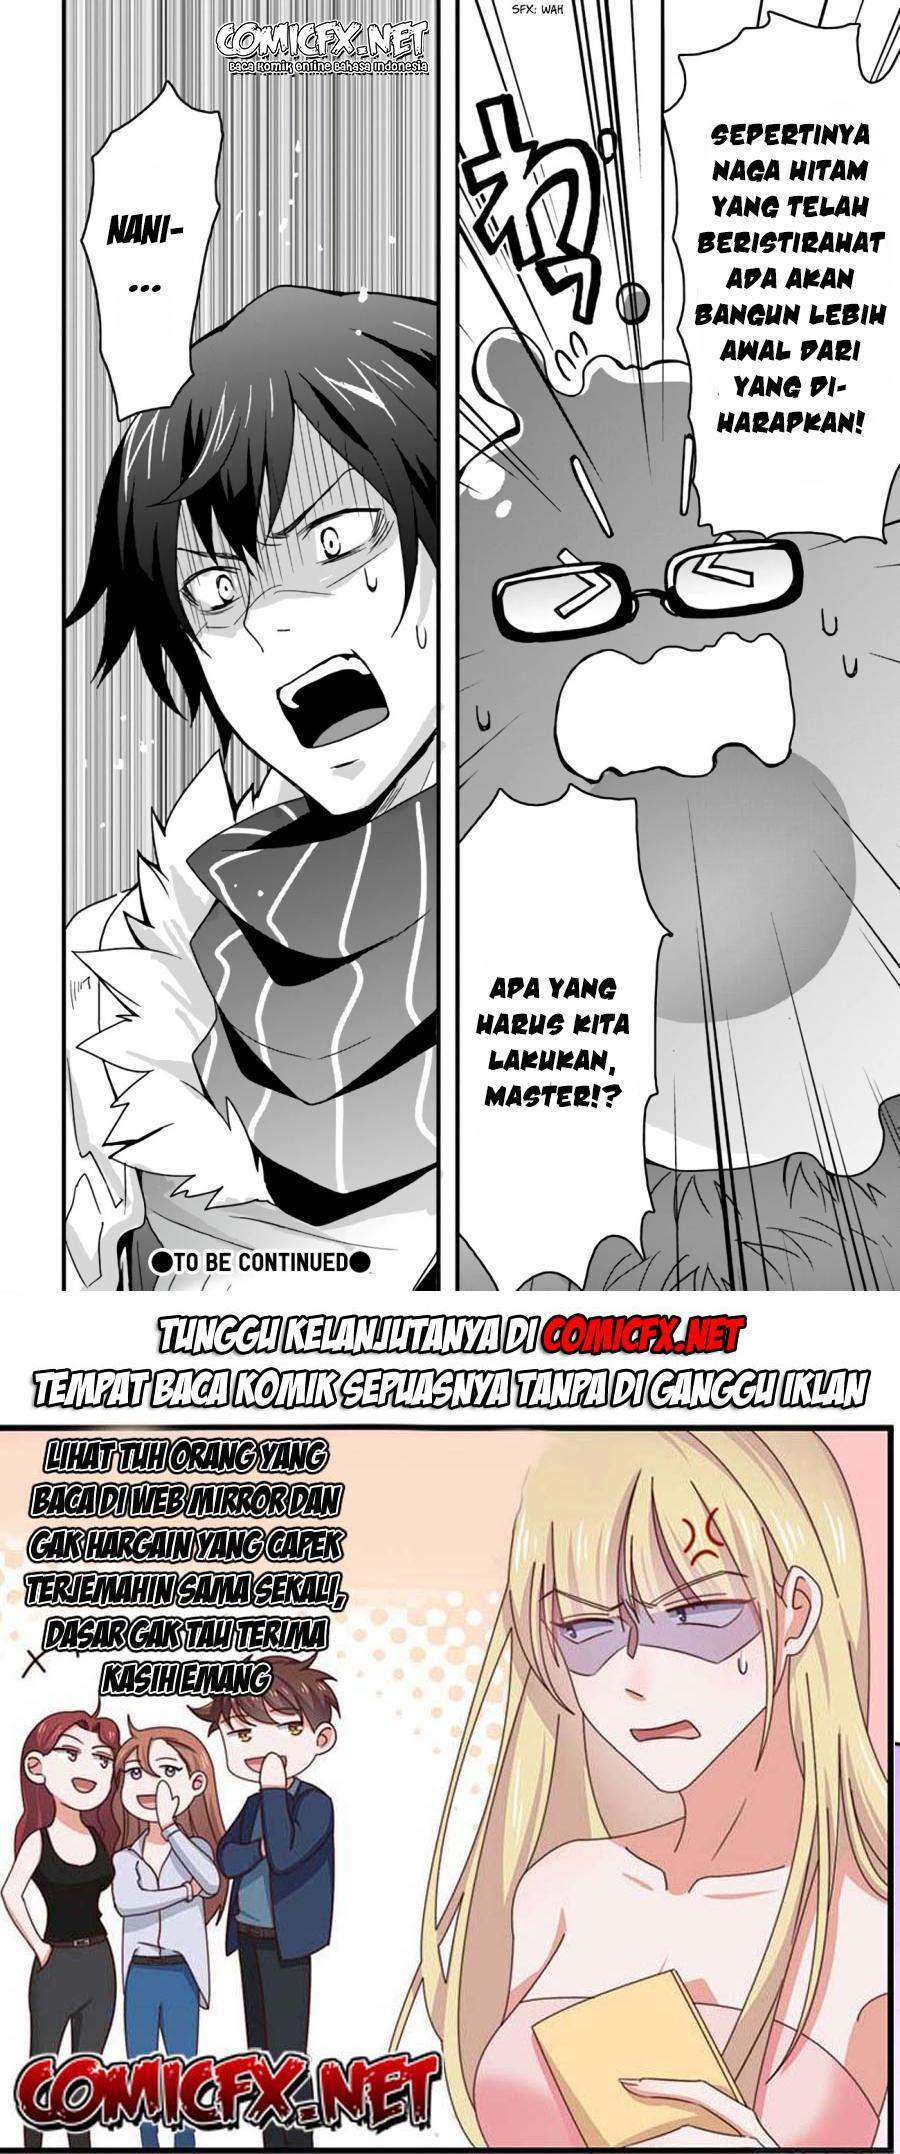 COMICFX.NET
Baca Komik online Bahasa Indonesia
SFX: WAH
わっ
SEPERTINYA
NAGA HITAM
YANG TELAH
BERISTIRAHAT
ADA AKAN
BANGUN LEBIH
AWAL DARI
YANG DI-
HARAPKAN!
APA YANG
HARUS KITA
LAKUKAN,
MASTER!?
NANI-
...
●TO BE CONTINUED●
TUNGGU KELANJUTANYA DI COMICFX.NET
TEMPAT BACA KOMIK SEPUASNYA TANPA DI GANGGU IKLAN
LIHAT TUH ORANG YANG
BACA DI WEB MIRROR DAN
GAK HARGAIN YANG CAPEK
TERJEMAHIN SAMA SEKALI,
DASAR GAK TAU TERIMA
KASIH EMANG
COMICFX.NET